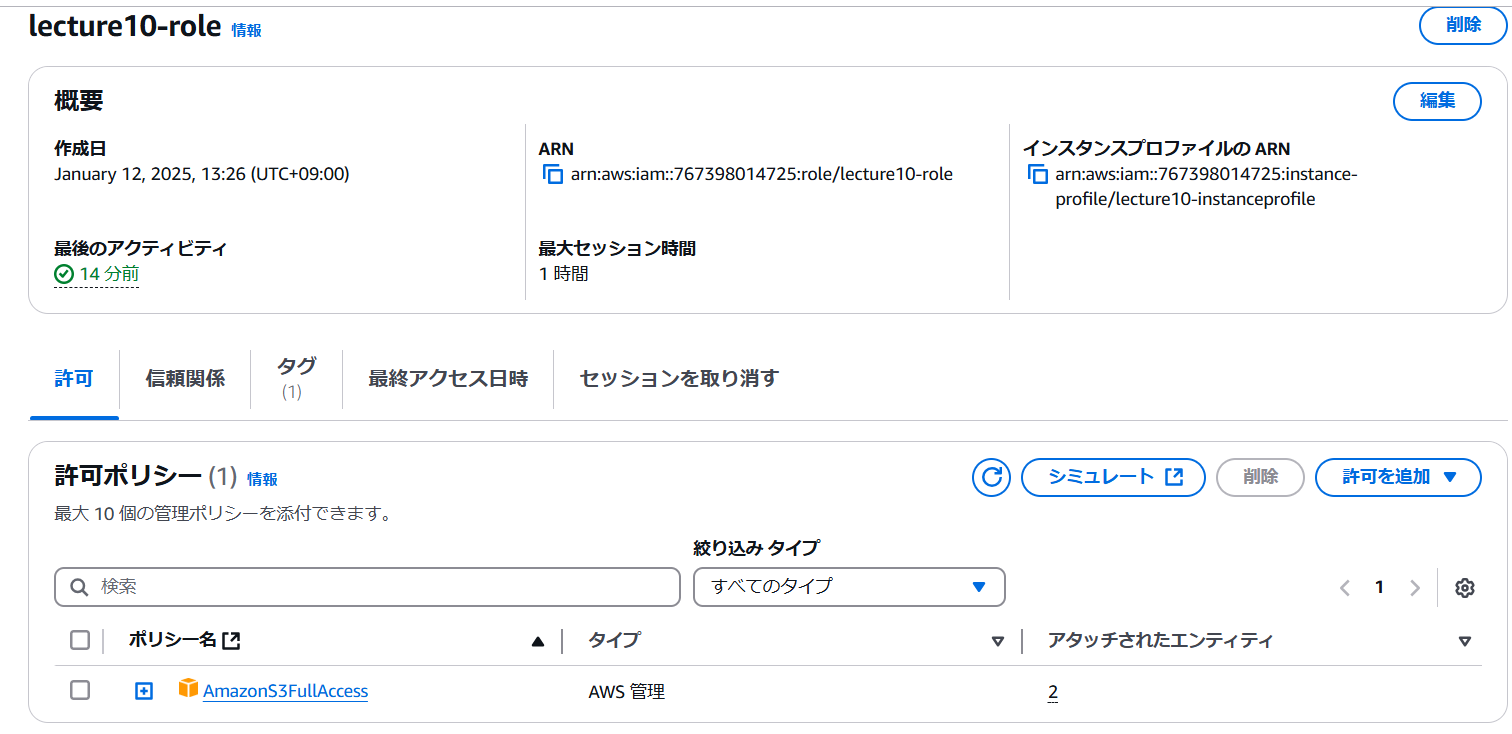 lecture10-role 情報
削除
概要
編集
作成日
January 12, 2025, 13:26 (UTC+09:00)
ARN
arn:aws:iam::767398014725:role/lecture10-role
インスタンスプロファイルの ARN
arn:aws:iam::767398014725:instance-
profile/lecture10-instanceprofile
最後のアクティビティ
14 分前
最大セッション時間
1 時間
許可
信頼関係
タグ
(1)
最終アクセス日時
セッションを取り消す
許可ポリシー (1) 情報
シミュレート
削除
許可を追加
最大 10 個の管理ポリシーを添付できます。
絞り込み タイプ
検索
すべてのタイプ
1
ポリシー名
タイプ
アタッチされたエンティティ
AmazonS3FullAccess
AWS 管理
2